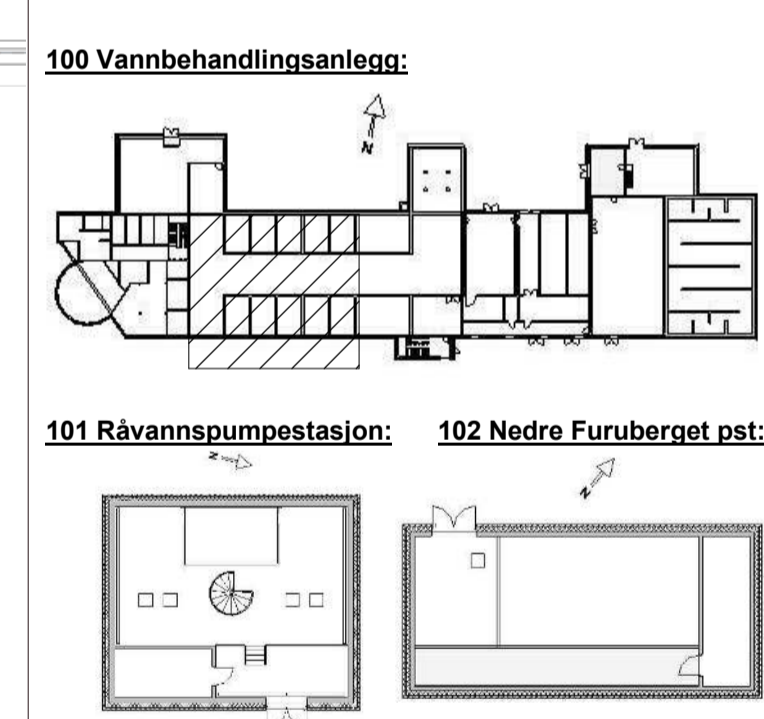 100 Vannbehandlingsanlegg:
N
101 Råvannspumpestasjon:
102 Nedre Furuberget pst:
N
N